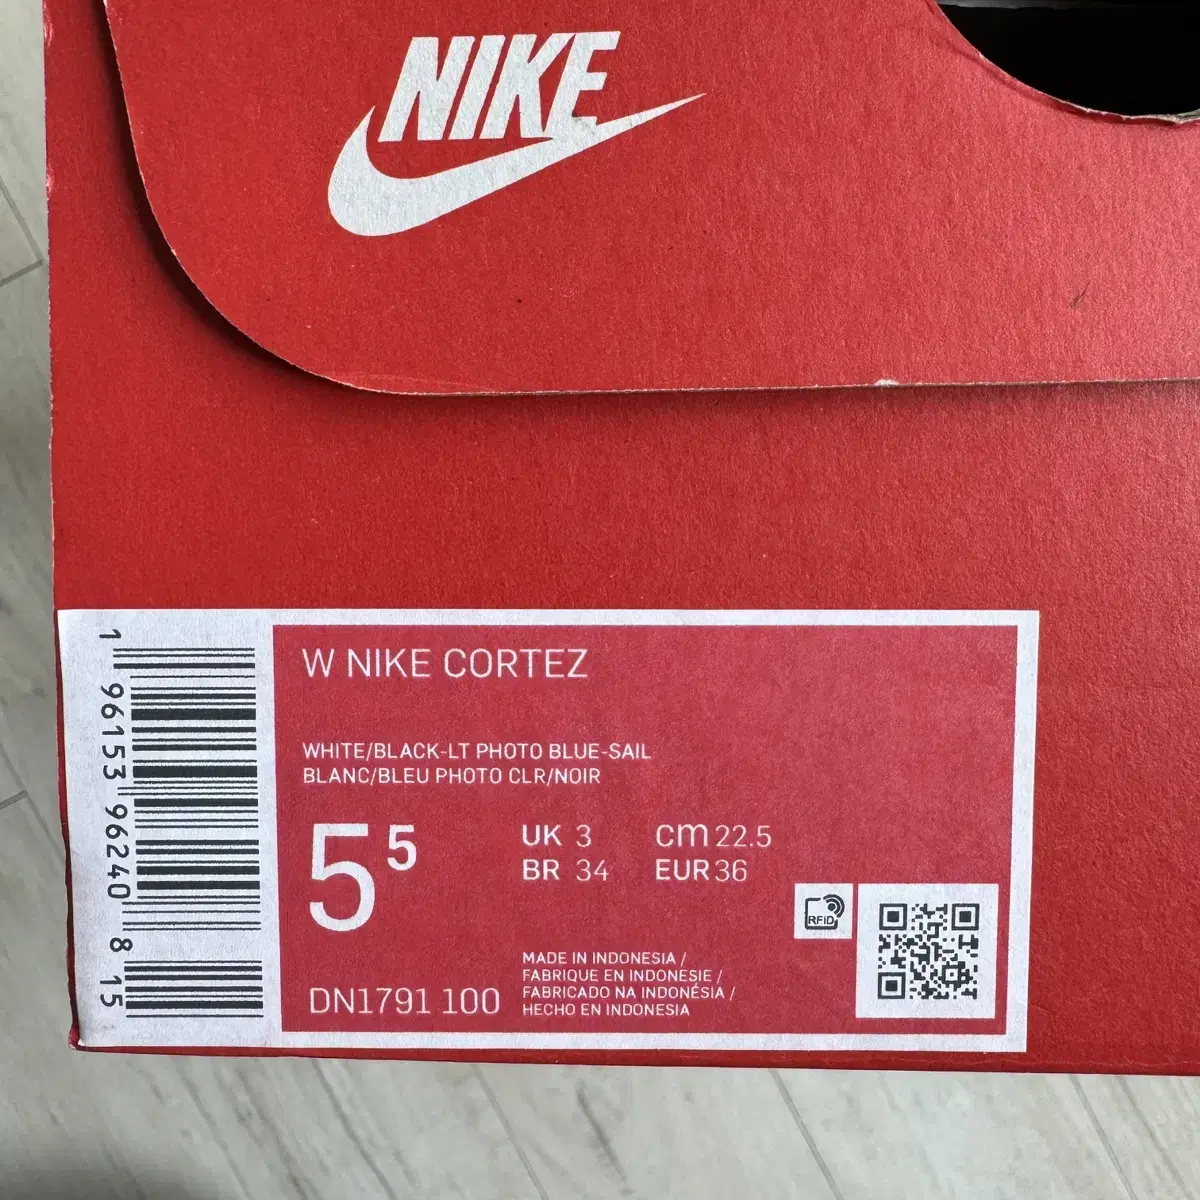 NIKE
W NIKE CORTEZ
WHITE/BLACK-LT PHOTO BLUE-SAIL
BLANC/BLEU PHOTO CLR/NOIR
5 5
UK 3 cm 22.5
BR 34 EUR 36
RFID
DN1791 100
MADE IN INDONESIA /
FABRIQUE EN INDONESIE /
FABRICADO NA INDONÉSIA /
HECHO EN INDONESIA
1 96153 96240 8 15